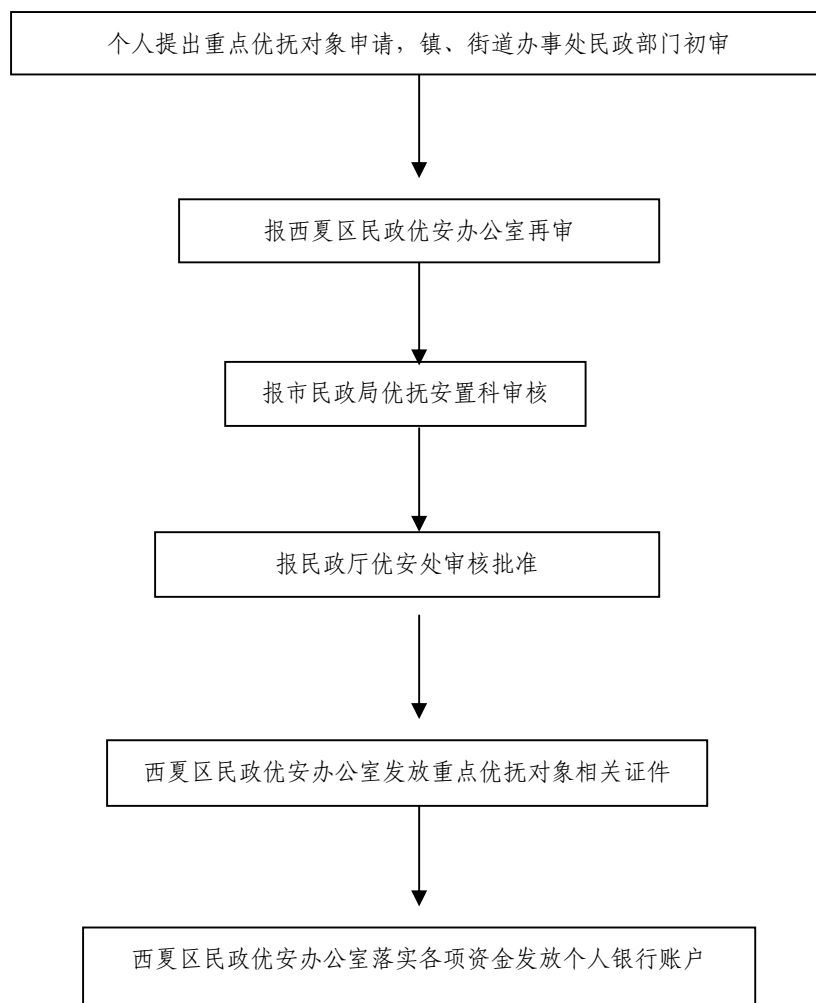 个人提出重点优抚对象申请，镇、街道办事处民政部门初审
报西夏区民政优安办公室再审
报市民政局优抚安置科审核
报民政厅优安处审核批准
西夏区民政优安办公室发放重点优抚对象相关证件
西夏区民政优安办公室落实各项资金发放个人银行账户